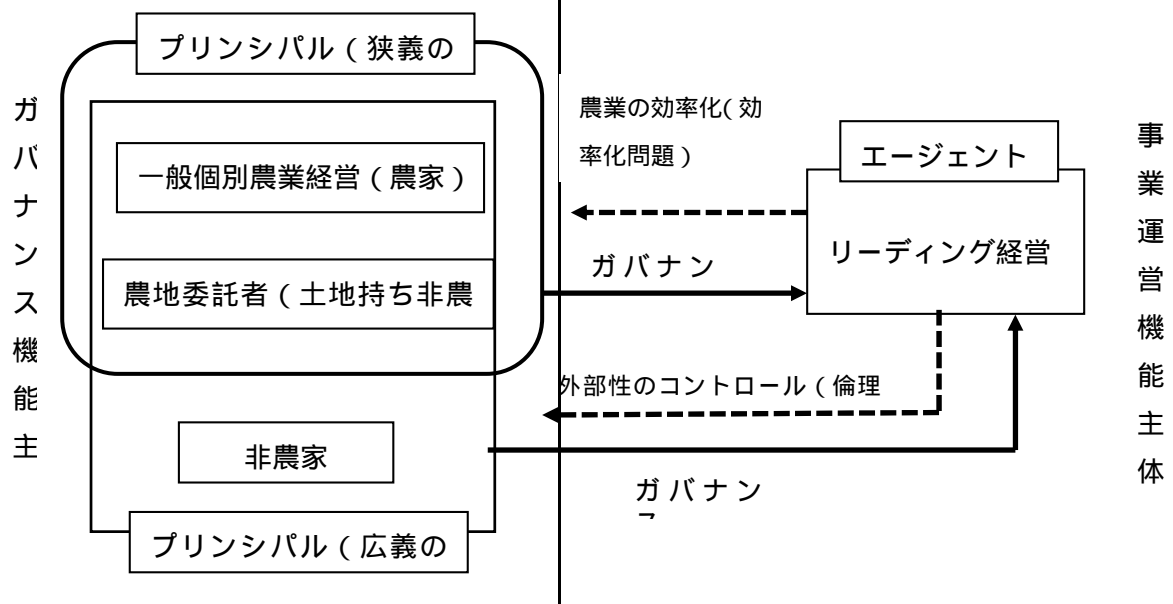 プリンシパル（狭義の
ガバナンス機能主
一般個別農業経営（農家）
農地委託者（土地持ち非農
非農家
プリンシパル（広義の
農業の効率化(効
率化問題）
ガバナン
外部性のコントロール（倫理
ガバナン
エージェント
リーディング経営
事業運営機能主体